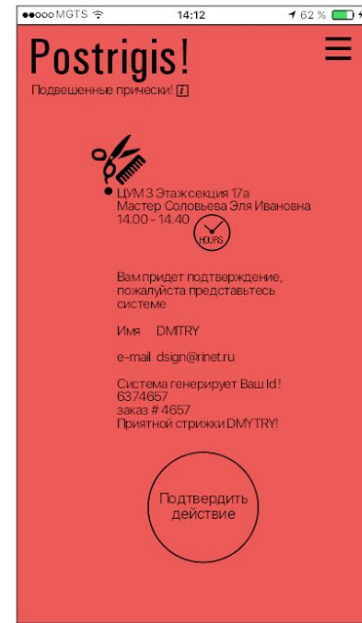 MGTS 14:12 62 %
Postrigis!
Подвешенные прически! i
ЦУМ 3 Этаж секция 17а
Мастер Соловьева Эля Ивановна
14.00 - 14.40
HOURS
Вам придет подтверждение,
пожалуйста представьтесь
системе
Имя DMITRY
e-mail dsign@rinet.ru
Система генерирует Ваш Id !
6374657
заказ # 4657
Приятной стрижки DMYTRY!
Подтвердить
действие